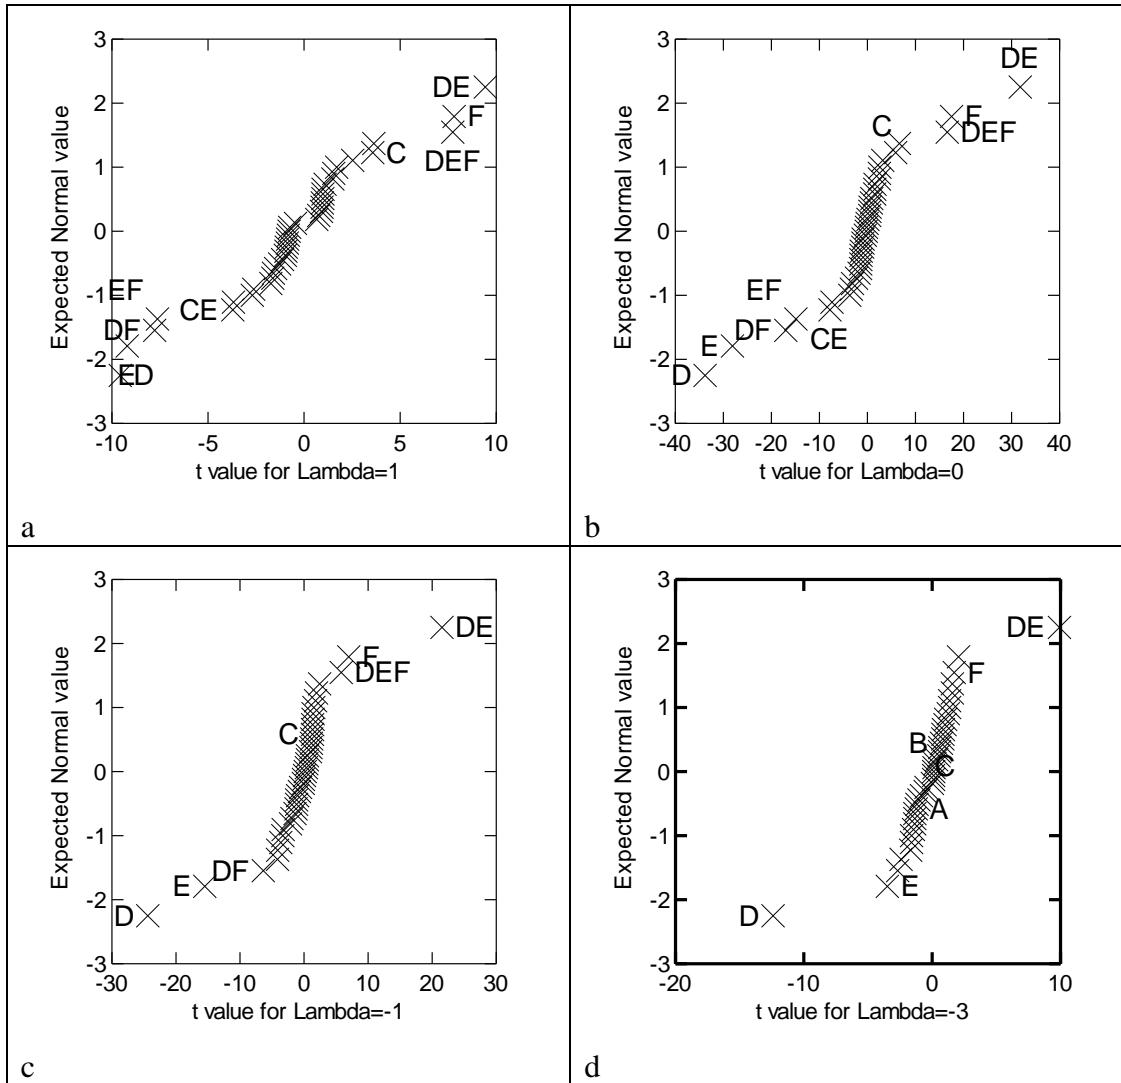 3
DE
2
F
1
C
DEF
0
-1
EF
CE
DF
-2
ED
-3
-10 -5 0 5 10
Expected Normal value
t value for Lambda=1
a
3
DE
2
F
C
DEF
1
0
-1
EF
DF
CE
E
-2
D
-3
-40 -30 -20 -10 0 10 20 30 40
Expected Normal value
t value for Lambda=0
b
3
DE
2
F
DEF
1
C
0
-1
DF
E
-2
D
-3
-30 -20 -10 0 10 20 30
Expected Normal value
t value for Lambda=-1
c
3
DE
2
F
1
B
C
0
A
-1
E
-2
D
-3
-20 -10 0 10
Expected Normal value
t value for Lambda=-3
d